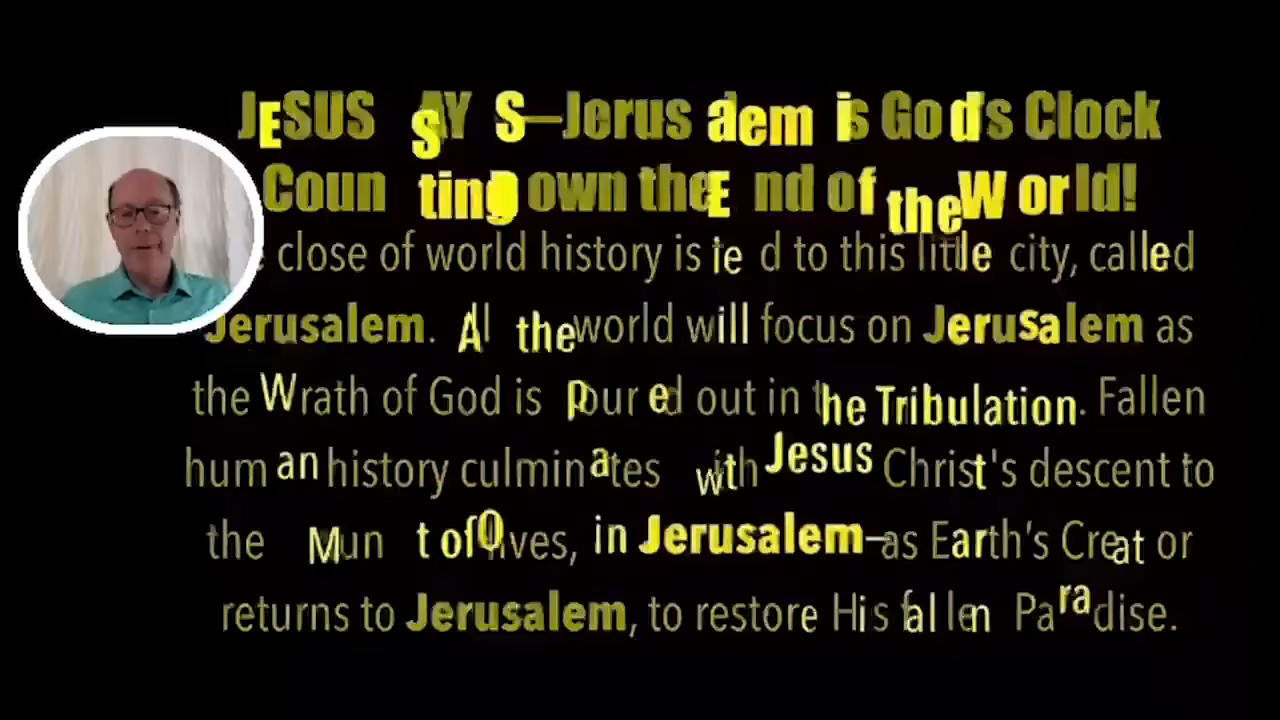 JESUS SAYS—Jerusalem is God's Clock
Counting Down the End of the World!
close of world history is tied to this little city, called
Jerusalem. All the world will focus on Jerusalem as
the Wrath of God is poured out in the Tribulation. Fallen
human history culminates with Jesus Christ's descent to
the Mount of Olives, in Jerusalem—as Earth's Creator
returns to Jerusalem, to restore His fallen Paradise.